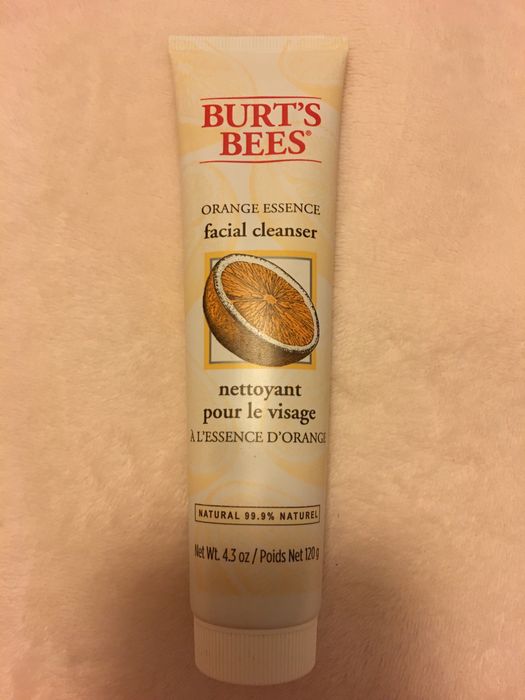 BURT'S
BEES®
ORANGE ESSENCE
facial cleanser
nettoyant
pour le visage
À L'ESSENCE D'ORANGE
NATURAL 99.9% NATUREL
Net Wt. 4.3 oz / Poids Net 120 g